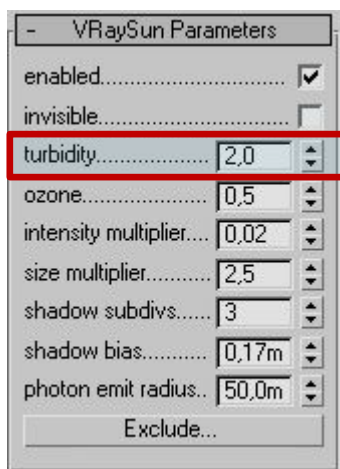 - VRaySun Parameters
enabled............................
invisible............................
turbidity.................... 2,0
ozone...................... 0,5
intensity multiplier.... 0,02
size multiplier........... 2,5
shadow subdivs...... 3
shadow bias........... 0,17m
photon emit radius.. 50,0m
Exclude...